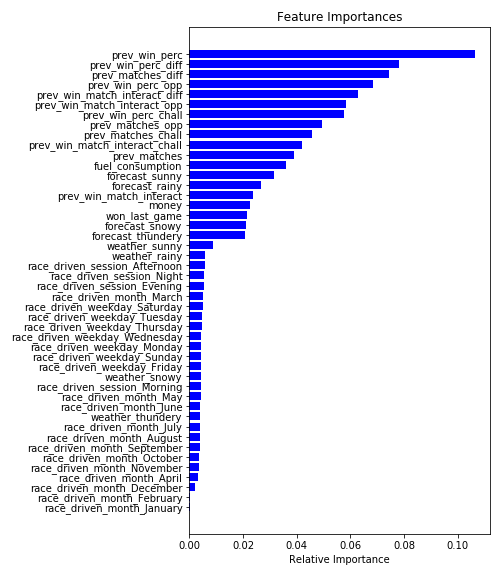 Feature Importances
prev_win_perc
prev_win_perc_diff
prev_matches_diff
prev_win_perc_opp
prev_win_match_interact_diff
prev_win_match_interact_opp
prev_win_perc_chall
prev_matches_opp
prev_matches_chall
prev_win_match_interact_chall
prev_matches
fuel_consumption
forecast_sunny
forecast_rainy
prev_win_match_interact
money
won_last_game
forecast_snowy
forecast_thundery
weather_sunny
weather_rainy
race_driven_session_Afternoon
race_driven_session_Night
race_driven_session_Evening
race_driven_month_March
race_driven_weekday_Saturday
race_driven_weekday_Tuesday
race_driven_weekday_Thursday
race_driven_weekday_Wednesday
race_driven_weekday_Monday
race_driven_weekday_Sunday
race_driven_weekday_Friday
weather_snowy
race_driven_session_Morning
race_driven_month_May
race_driven_month_June
weather_thundery
race_driven_month_July
race_driven_month_August
race_driven_month_September
race_driven_month_October
race_driven_month_November
race_driven_month_April
race_driven_month_December
race_driven_month_February
race_driven_month_January
0.00 0.02 0.04 0.06 0.08 0.10
Relative Importance